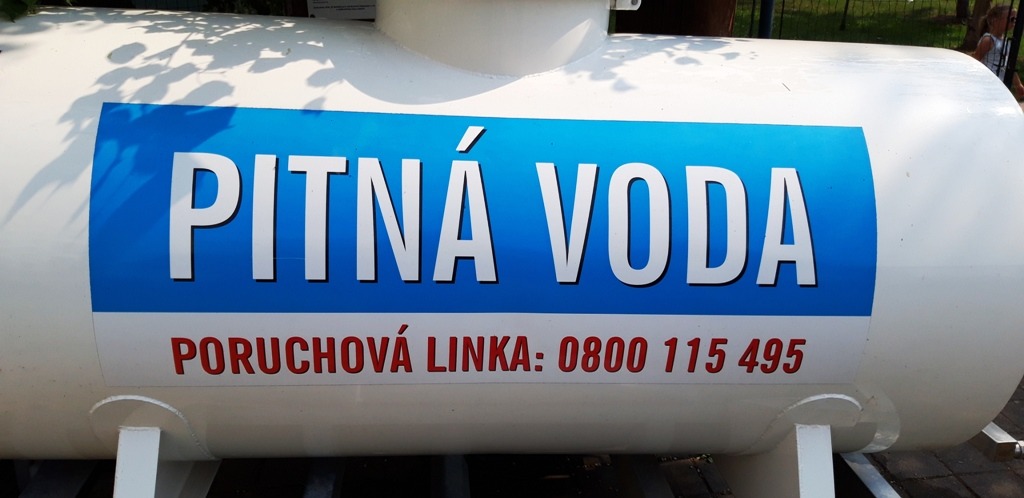 PITNÁ VODA
PORUCHOVÁ LINKA: 0800 115 495